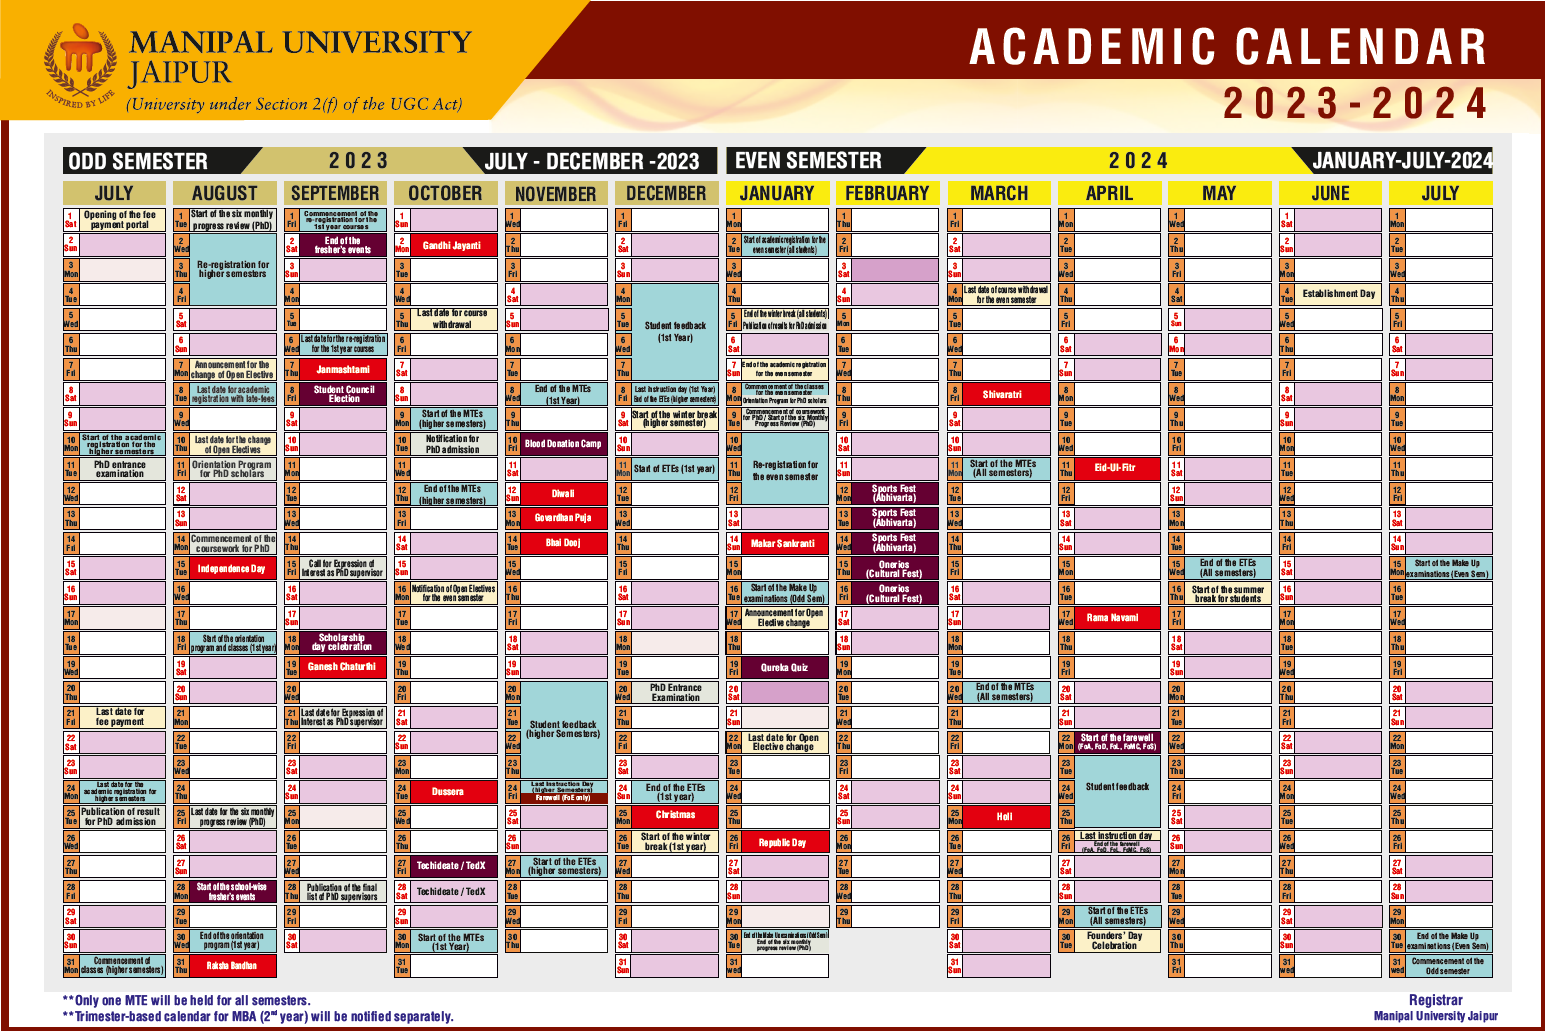 MANIPAL UNIVERSITY
JAIPUR
(University under Section 2(f) of the UGC Act)
INSPIRED BY LIFE
ACADEMIC CALENDAR
2023-2024
ODD SEMESTER
2023
JULY - DECEMBER -2023
EVEN SEMESTER
2024
JANUARY-JULY-2024
JULY
1 Sat
Opening of the fee
payment portal
2 Sun
3 Mon
4 Tue
5 Wed
6 Thu
7 Fri
8 Sat
9 Sun
10 Mon
Start of the academic
registration for the
higher semesters
11 Tue
PhD entrance
examination
12 Wed
13 Thu
14 Fri
15 Sat
16 Sun
17 Mon
18 Tue
19 Wed
20 Thu
21 Fri
Last date for
fee payment
22 Sat
23 Sun
24 Mon
Last date for the
academic registration for
higher semesters
25 Tue
Publication of result
for PhD admission
26 Wed
27 Thu
28 Fri
29 Sat
30 Sun
31 Mon
Commencement of
classes (higher semesters)
AUGUST
1 Tue
Start of the six monthly
progress review (PhD)
2 Wed
3 Thu
4 Fri
Re-registration for
higher semesters
5 Sat
6 Sun
7 Mon
Announcement for the
change of Open Elective
8 Tue
Last date for academic
registration with late-fees
9 Wed
10 Thu
Last date for the change
of Open Electives
11 Fri
Orientation Program
for PhD scholars
12 Sat
13 Sun
14 Mon
Commencement of the
coursework for PhD
15 Tue
Independence Day
16 Wed
17 Thu
18 Fri
Start of the orientation
program and classes (1st year)
19 Sat
20 Sun
21 Mon
22 Tue
23 Wed
24 Thu
25 Fri
Last date for the six monthly
progress review (PhD)
26 Sat
27 Sun
28 Mon
Start of the school-wise
fresher's events
29 Tue
30 Wed
End of the orientation
program (1st year)
31 Thu
Raksha Bandhan
SEPTEMBER
1 Fri
Commencement of the
re-registration for the
1st year courses
2 Sat
End of the
fresher's events
3 Sun
4 Mon
5 Tue
6 Wed
Last date for the re-registration
for the 1st year courses
7 Thu
Janmashtami
8 Fri
Student Council
Election
9 Sat
10 Sun
11 Mon
12 Tue
13 Wed
14 Thu
15 Fri
Call for Expression of
Interest as PhD supervisor
16 Sat
17 Sun
18 Mon
Scholarship
day celebration
19 Tue
Ganesh Chaturthi
20 Wed
21 Thu
Last date for Expression of
Interest as PhD supervisor
22 Fri
23 Sat
24 Sun
25 Mon
26 Tue
27 Wed
28 Thu
Publication of the final
list of PhD supervisors
29 Fri
30 Sat
OCTOBER
1 Sun
2 Mon
Gandhi Jayanti
3 Tue
4 Wed
5 Thu
Last date for course
withdrawal
6 Fri
7 Sat
8 Sun
9 Mon
Start of the MTEs
(higher semesters)
10 Tue
Notification for
PhD admission
11 Wed
12 Thu
End of the MTEs
(higher semesters)
13 Fri
14 Sat
15 Sun
16 Mon
Notification of Open Electives
for the even semester
17 Tue
18 Wed
19 Thu
20 Fri
21 Sat
22 Sun
23 Mon
24 Tue
Dussera
25 Wed
26 Thu
27 Fri
Techideate / TedX
28 Sat
Techideate / TedX
29 Sun
30 Mon
Start of the MTEs
(1st Year)
31 Tue
NOVEMBER
1 Wed
2 Thu
3 Fri
4 Sat
5 Sun
6 Mon
7 Tue
8 Wed
End of the MTEs
(1st Year)
9 Thu
10 Fri
Blood Donation Camp
11 Sat
12 Sun
Diwali
13 Mon
Govardhan Puja
14 Tue
Bhai Dooj
15 Wed
16 Thu
17 Fri
18 Sat
19 Sun
20 Mon
21 Tue
22 Wed
23 Thu
Student feedback
(higher Semesters)
24 Fri
Last Instruction Day
(higher Semesters)
Farewell (FoE only)
25 Sat
26 Sun
27 Mon
Start of the ETEs
(higher semesters)
28 Tue
29 Wed
30 Thu
DECEMBER
1 Fri
2 Sat
3 Sun
4 Mon
5 Tue
6 Wed
7 Thu
Student feedback
(1st Year)
8 Fri
Last Instruction day (1st Year)
End of the ETEs (higher semesters)
9 Sat
Start of the winter break
(higher semester)
10 Sun
11 Mon
Start of ETEs (1st year)
12 Tue
13 Wed
14 Thu
15 Fri
16 Sat
17 Sun
18 Mon
19 Tue
20 Wed
PhD Entrance
Examination
21 Thu
22 Fri
23 Sat
24 Sun
End of the ETEs
(1st year)
25 Mon
Christmas
26 Tue
Start of the winter
break (1st year)
27 Wed
28 Thu
29 Fri
30 Sat
31 Sun
JANUARY
1 Mon
2 Tue
Start of academic registration for the
even semester (all students)
3 Wed
4 Thu
5 Fri
End of the winter break (all students)
Publication of results for PhD admission
6 Sat
7 Sun
End of the academic registration
for the even semester
8 Mon
Commencement of the classes
for the even semester
Orientation Program for PhD scholars
9 Tue
Commencement of coursework
for PhD / Start of the six Monthly
Progress Review (PhD)
10 Wed
11 Thu
12 Fri
Re-registration for
the even semester
13 Sat
14 Sun
Makar Sankranti
15 Mon
16 Tue
Start of the Make Up
examinations (Odd Sem)
17 Wed
Announcement for Open
Elective change
18 Thu
19 Fri
Qureka Quiz
20 Sat
21 Sun
22 Mon
Last date for Open
Elective change
23 Tue
24 Wed
25 Thu
26 Fri
Republic Day
27 Sat
28 Sun
29 Mon
30 Tue
End of the Make Up examinations (Odd Sem)
End of the six monthly
progress review (PhD)
31 wed
FEBRUARY
1 Thu
2 Fri
3 Sat
4 Sun
5 Mon
6 Tue
7 Wed
8 Thu
9 Fri
10 Sat
11 Sun
12 Mon
Sports Fest
(Abhivarta)
13 Tue
Sports Fest
(Abhivarta)
14 Wed
Sports Fest
(Abhivarta)
15 Thu
Onerios
(Cultural Fest)
16 Fri
Onerios
(Cultural Fest)
17 Sat
18 Sun
19 Mon
20 Tue
21 Wed
22 Thu
23 Fri
24 Sat
25 Sun
26 Mon
27 Tue
28 Wed
29 Thu
MARCH
1 Fri
2 Sat
3 Sun
4 Mon
Last date of course withdrawal
for the even semester
5 Tue
6 Wed
7 Thu
8 Fri
Shivaratri
9 Sat
10 Sun
11 Mon
Start of the MTEs
(All semesters)
12 Tue
13 Wed
14 Thu
15 Fri
16 Sat
17 Sun
18 Mon
19 Tue
20 Wed
End of the MTEs
(All semesters)
21 Thu
22 Fri
23 Sat
24 Sun
25 Mon
Holi
26 Tue
27 Wed
28 Thu
29 Fri
30 Sat
31 Sun
APRIL
1 Mon
2 Tue
3 Wed
4 Thu
5 Fri
6 Sat
7 Sun
8 Mon
9 Tue
10 Wed
11 Thu
Eid-Ul-Fitr
12 Fri
13 Sat
14 Sun
15 Mon
16 Tue
17 Wed
Rama Navami
18 Thu
19 Fri
20 Sat
21 Sun
22 Mon
Start of the farewell
(FoA, FoD, FoL, FoMC, FoS)
23 Tue
24 Wed
25 Thu
Student feedback
26 Fri
Last instruction day
End of the farewell
(FoA, FoD, FoL, FoMC, FoS)
27 Sat
28 Sun
29 Mon
Start of the ETEs
(All semesters)
30 Tue
Founders' Day
Celebration
MAY
1 Wed
2 Thu
3 Fri
4 Sat
5 Sun
6 Mon
7 Tue
8 Wed
9 Thu
10 Fri
11 Sat
12 Sun
13 Mon
14 Tue
15 Wed
End of the ETEs
(All semesters)
16 Thu
Start of the summer
break for students
17 Fri
18 Sat
19 Sun
20 Mon
21 Tue
22 Wed
23 Thu
24 Fri
25 Sat
26 Sun
27 Mon
28 Tue
29 Wed
30 Thu
31 Fri
JUNE
1 Sat
2 Sun
3 Mon
4 Tue
Establishment Day
5 Wed
6 Thu
7 Fri
8 Sat
9 Sun
10 Mon
11 Tue
12 Wed
13 Thu
14 Fri
15 Sat
16 Sun
17 Mon
18 Tue
19 Wed
20 Thu
21 Fri
22 Sat
23 Sun
24 Mon
25 Tue
26 Wed
27 Thu
28 Fri
29 Sat
30 Sun
31 wed
JULY
1 Mon
2 Tue
3 Wed
4 Thu
5 Fri
6 Sat
7 Sun
8 Mon
9 Tue
10 Wed
11 Thu
12 Fri
13 Sat
14 Sun
15 Mon
Start of the Make Up
examinations (Even Sem)
16 Tue
17 Wed
18 Thu
19 Fri
20 Sat
21 Sun
22 Mon
23 Tue
24 Wed
25 Thu
26 Fri
27 Sat
28 Sun
29 Mon
30 Tue
End of the Make Up
examinations (Even Sem)
31 wed
Commencement of the
Odd semester
**Only one MTE will be held for all semesters.
**Trimester-based calendar for MBA (2nd year) will be notified separately.
Registrar
Manipal University Jaipur